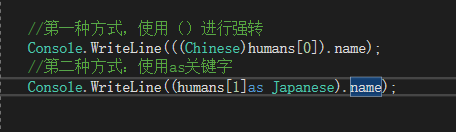 //第一种方式，使用（）进行强转
Console.WriteLine(((Chinese)humans[0]).name);
//第二种方式：使用as关键字
Console.WriteLine((humans[1]as Japanese).name);